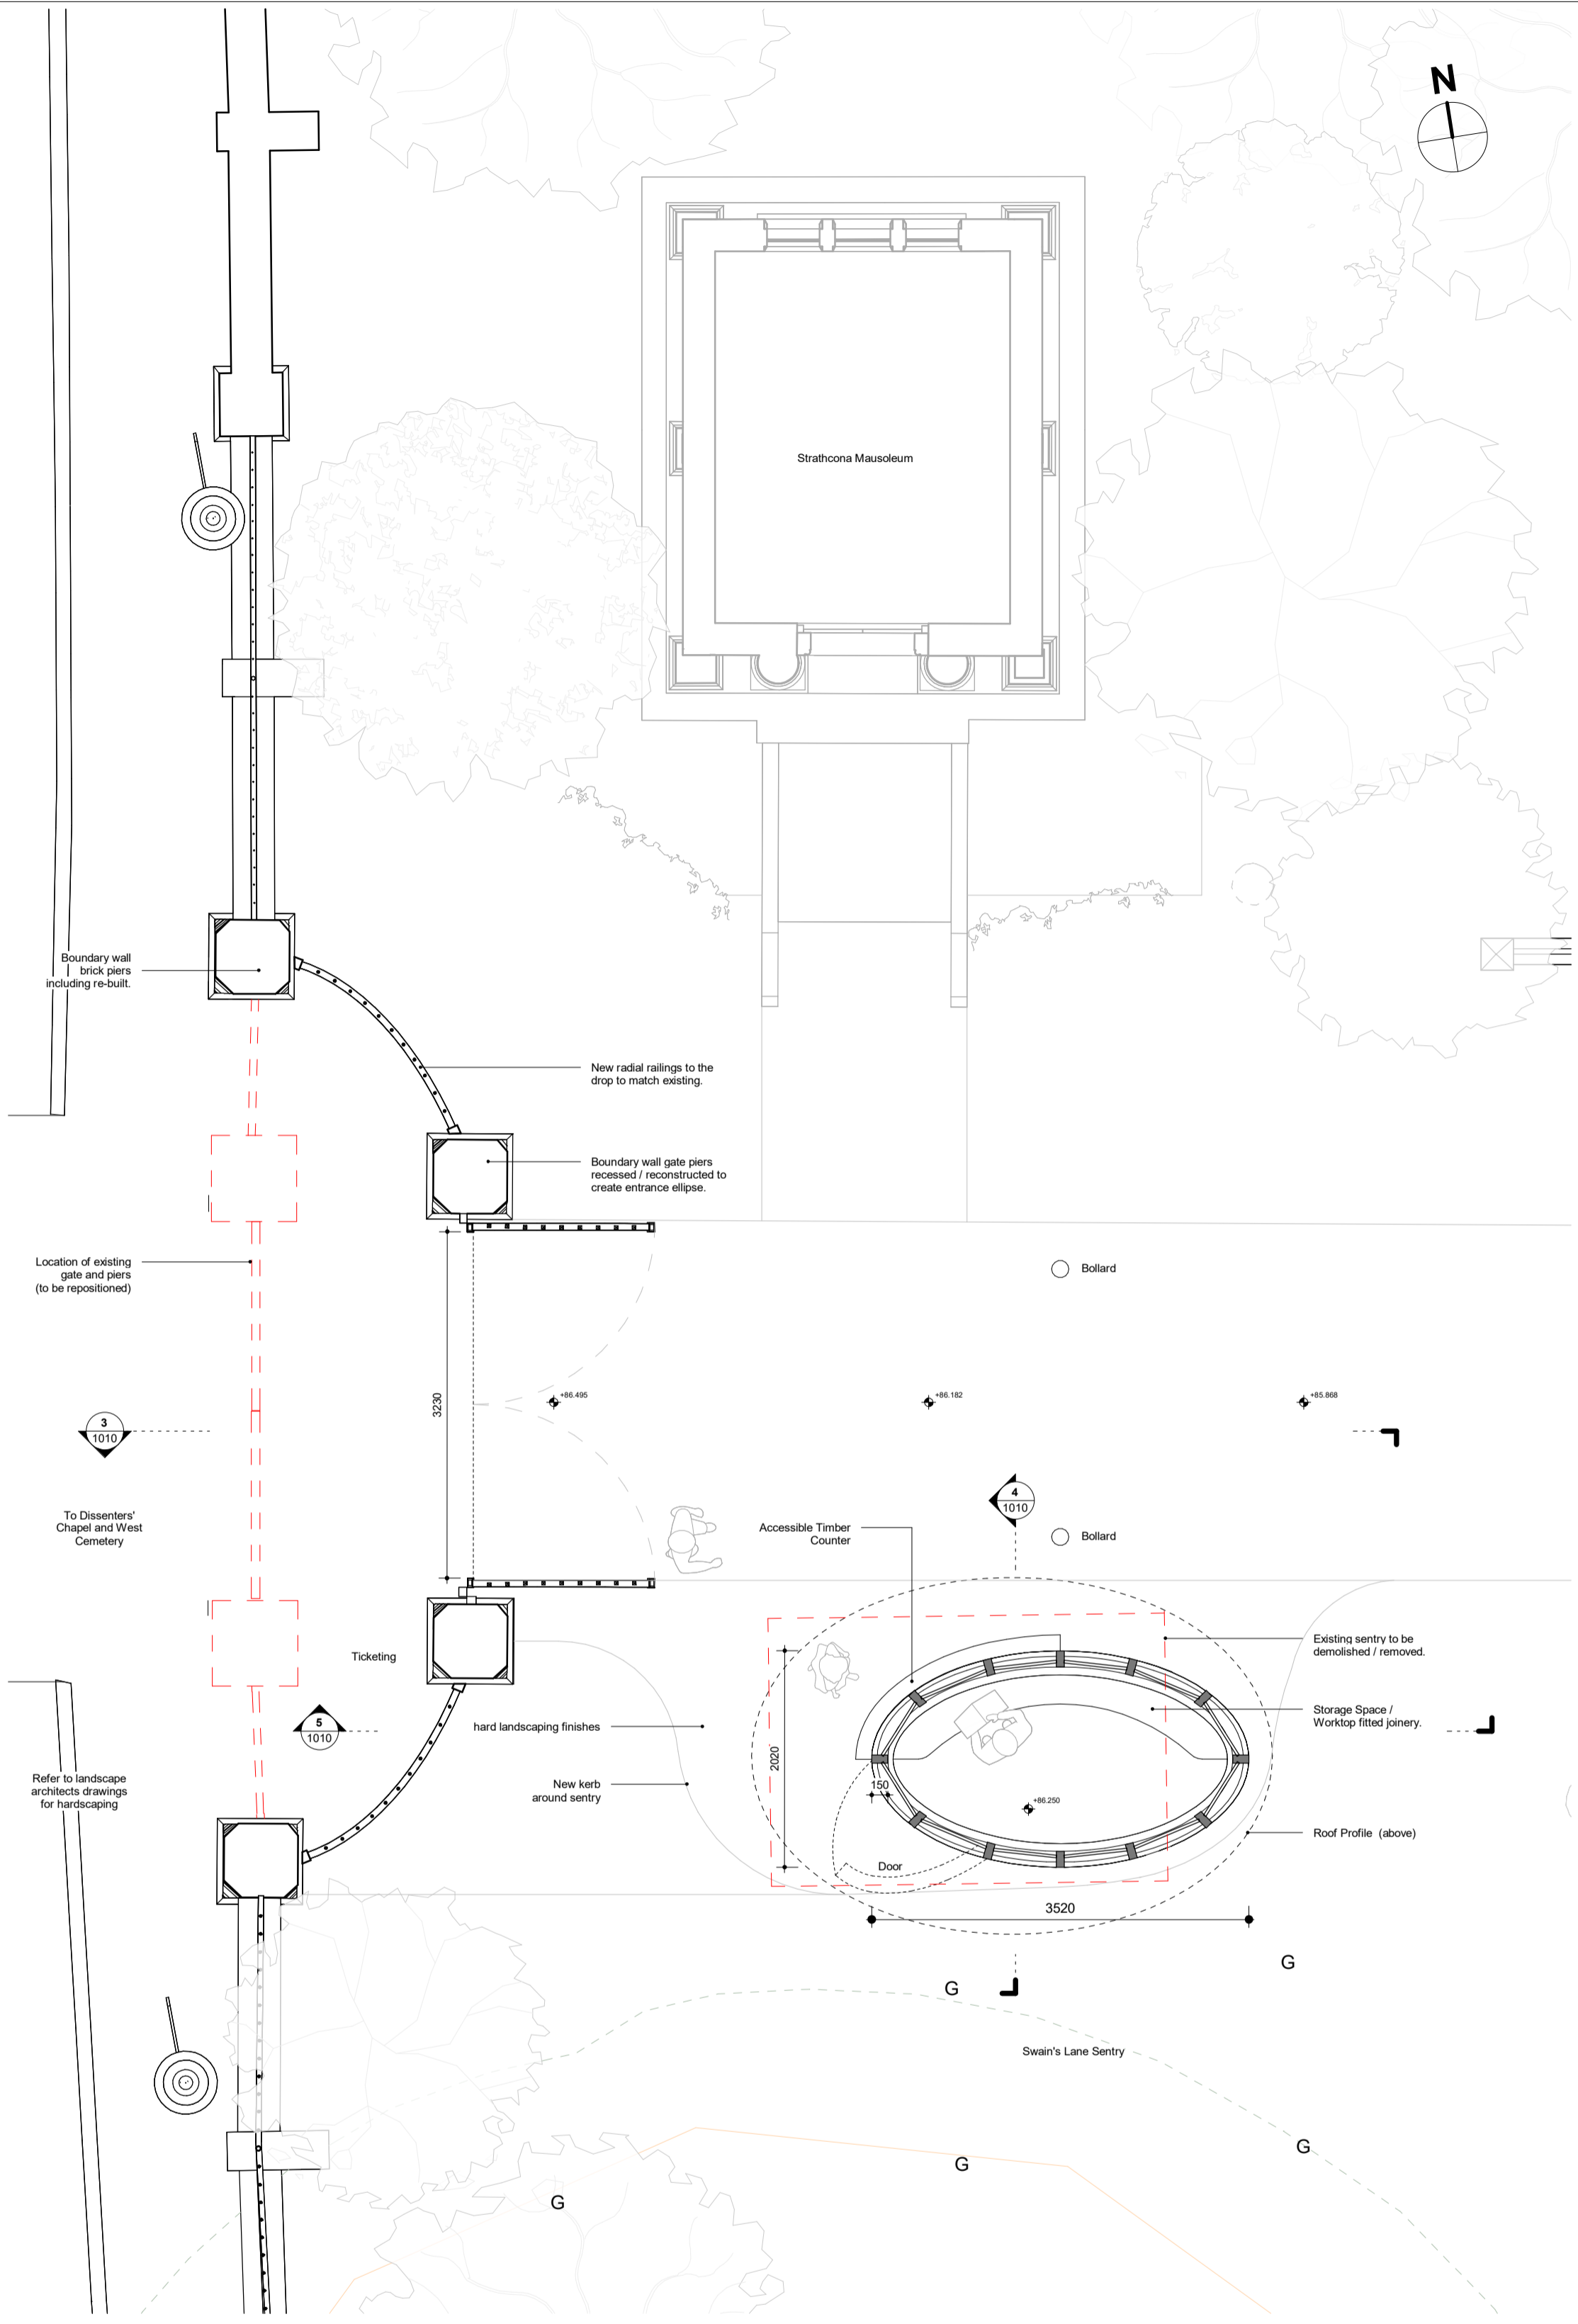 N
Strathcona Mausoleum
Boundary wall
brick piers
including re-built.
New radial railings to the
drop to match existing.
Boundary wall gate piers
recessed / reconstructed to
create entrance ellipse.
Location of existing
gate and piers
(to be repositioned)
Bollard
3230
+86.495
+86.182
+85.868
3
1010
To Dissenters'
Chapel and West
Cemetery
4
1010
Accessible Timber
Counter
Bollard
Ticketing
Existing sentry to be
demolished / removed.
5
1010
hard landscaping finishes
Storage Space /
Worktop fitted joinery.
2020
150
Refer to landscape
architects drawings
for hardscaping
New kerb
around sentry
+86.250
Roof Profile (above)
Door
3520
G
G
Swain's Lane Sentry
G
G
G